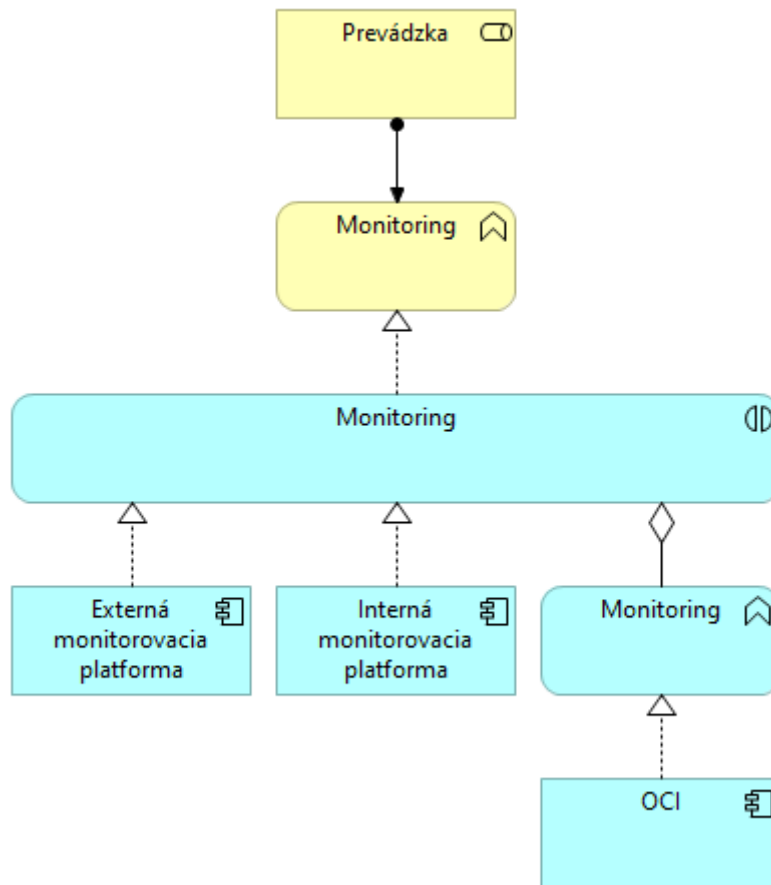 Prevádzka
Monitoring
Monitoring
Externá
monitorovacia
platforma
Interná
monitorovacia
platforma
Monitoring
OCI